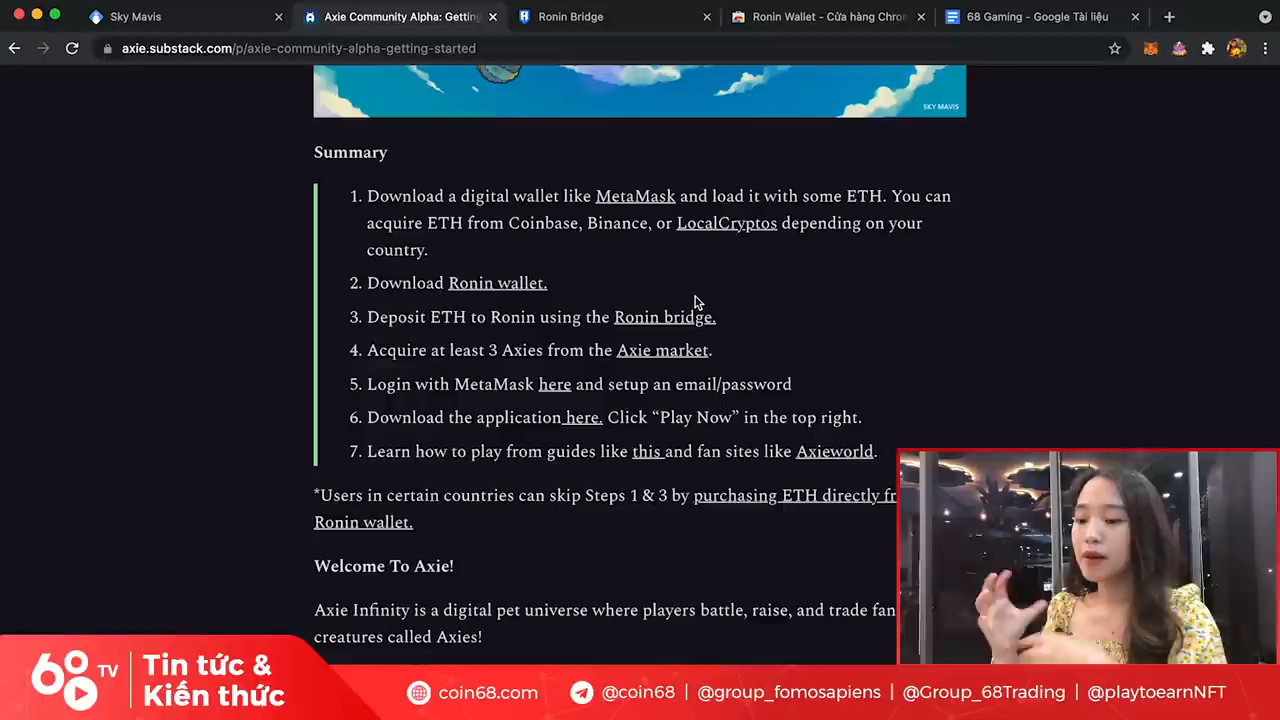 Sky Mavis
Axie Community Alpha: Getting
Ronin Bridge
Ronin Wallet - Cửa hàng Chron
68 Gaming - Google Tài liệu
axie.substack.com/p/axie-community-alpha-getting-started
SKY MAVIS
Summary
1. Download a digital wallet like MetaMask and load it with some ETH. You can
acquire ETH from Coinbase, Binance, or LocalCryptos depending on your
country.
2. Download Ronin wallet.
3. Deposit ETH to Ronin using the Ronin bridge.
4. Acquire at least 3 Axies from the Axie market.
5. Login with MetaMask here and setup an email/password
6. Download the application here. Click “Play Now” in the top right.
7. Learn how to play from guides like this and fan sites like Axieworld.
*Users in certain countries can skip Steps 1 & 3 by purchasing ETH directly fr
Ronin wallet.
Welcome To Axie!
Axie Infinity is a digital pet universe where players battle, raise, and trade fan
creatures called Axies!
68 TV
Tin tức &
Kiến thức
coin68.com
@coin68 | @group_fomosapiens | @Group_68Trading | @playtoearnNFT